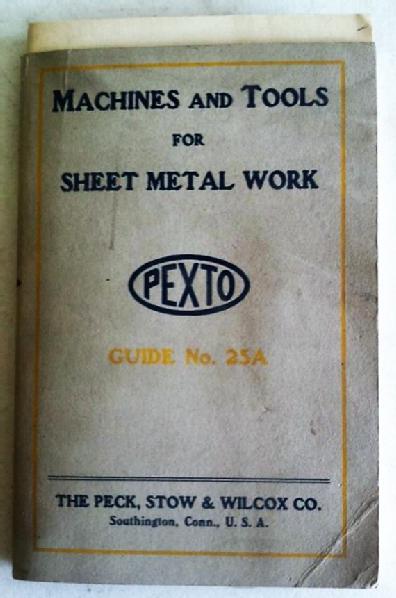 MACHINES AND TOOLS
FOR
SHEET METAL WORK
PEXTO
GUIDE No. 25A
THE PECK, STOW & WILCOX CO.
Southington, Conn., U. S. A.